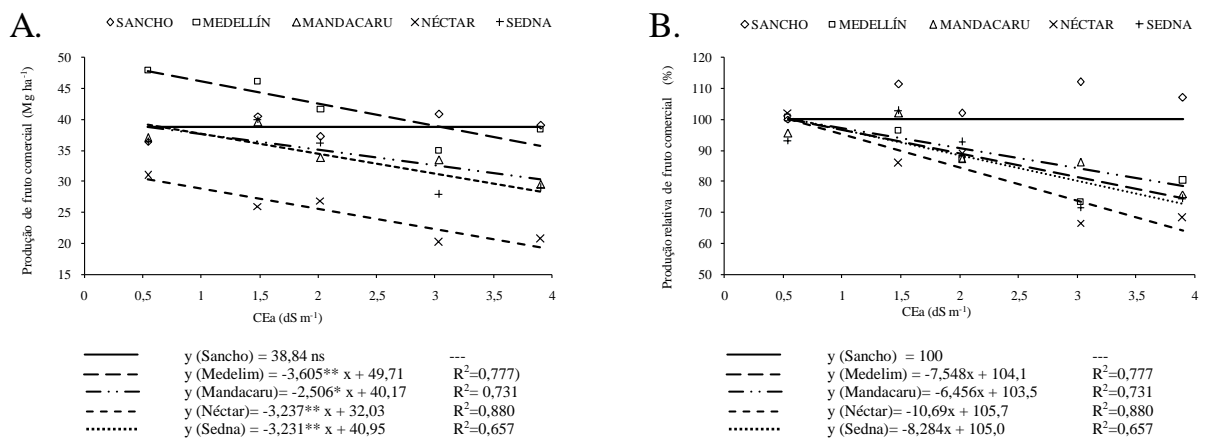 A.
◇SANCHO □MEDELLÍN △MANDACARU ×NÉCTAR +SEDNA
Produção de fruto comercial (Mg ha⁻¹)
50
45
40
35
30
25
20
15
0 0,5 1 1,5 2 2,5 3 3,5 4
CEa (dS m⁻¹)
y (Sancho) = 38,84 ns ---
y (Medelim) = -3,605** x + 49,71 R²=0,777)
y (Mandacaru) =-2,506* x + 40,17 R²= 0,731
y (Néctar) =-3,237** x + 32,03 R²=0,880
y (Sedna) =-3,231** x + 40,95 R²=0,657
B.
◇SANCHO □MEDELLÍN △MANDACARU ×NÉCTAR +SEDNA
Produção relativa de fruto comercial (%)
120
110
100
90
80
70
60
50
0 0,5 1 1,5 2 2,5 3 3,5 4
CEa (dS m⁻¹)
y (Sancho) = 100 ---
y (Medelim) = -7,548x + 104,1 R²=0,777
y (Mandacaru) =-6,456x + 103,5 R²=0,731
y (Néctar) =-10,69x + 105,7 R²=0,880
y (Sedna) =-8,284x + 105,0 R²=0,657